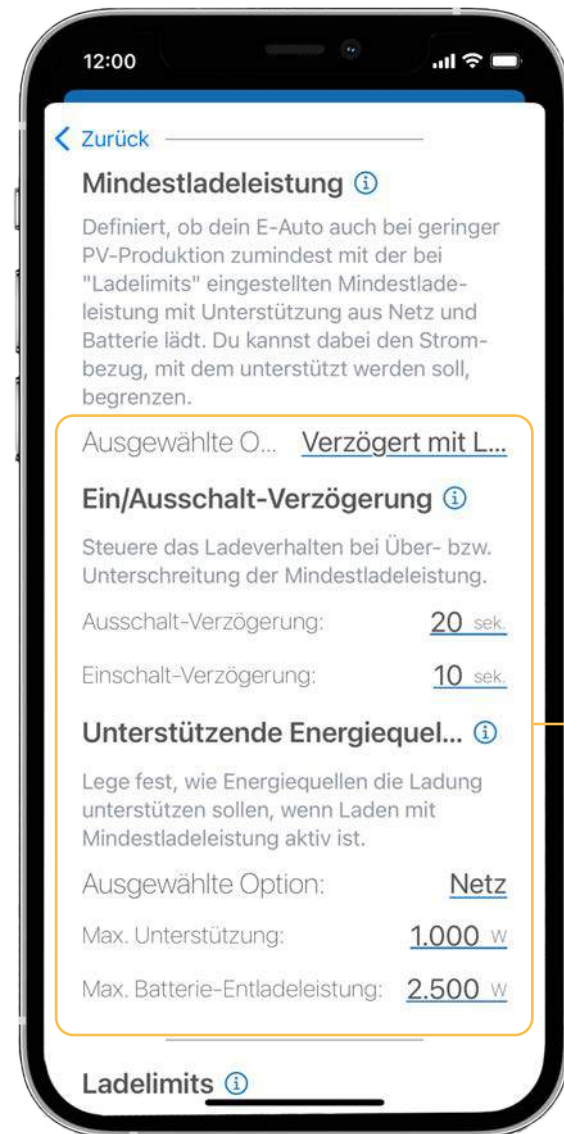 12:00
Zurück
Mindestladeleistung
Definiert, ob dein E-Auto auch bei geringer
PV-Produktion zumindest mit der bei
"Ladelimits" eingestellten Mindestlade-
leistung mit Unterstützung aus Netz und
Batterie lädt. Du kannst dabei den Strom-
bezug, mit dem unterstützt werden soll,
begrenzen.
Ausgewählte O... Verzögert mit L...
Ein/Ausschalt-Verzögerung
Steuere das Ladeverhalten bei Über- bzw.
Unterschreitung der Mindestladeleistung.
Ausschalt-Verzögerung: 20 sek.
Einschalt-Verzögerung: 10 sek.
Unterstützende Energiequel...
Lege fest, wie Energiequellen die Ladung
unterstützen sollen, wenn Laden mit
Mindestladeleistung aktiv ist.
Ausgewählte Option: Netz
Max. Unterstützung: 1.000 W
Max. Batterie-Entladeleistung: 2.500 W
Ladelimits